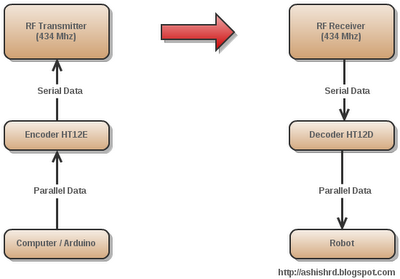 RF Transmitter
(434 Mhz)
Serial Data
Encoder HT12E
Parallel Data
Computer / Arduino
RF Receiver
(434 Mhz)
Serial Data
Decoder HT12D
Parallel Data
Robot
http://ashishrd.blogspot.com